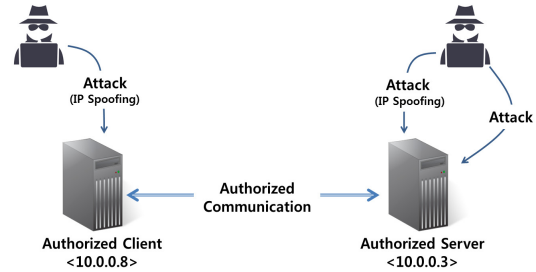 Attack
(IP Spoofing)
Attack
(IP Spoofing)
Attack
Authorized
Communication
Authorized Client
<10.0.0.8>
Authorized Server
<10.0.0.3>